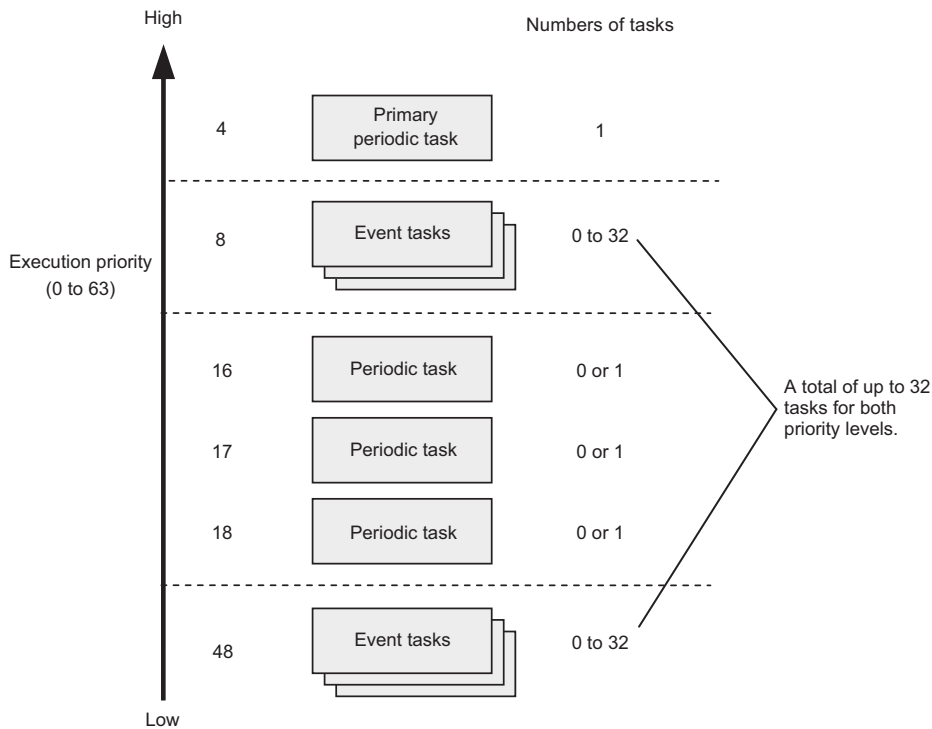 High
Numbers of tasks
4
Primary
periodic task
1
8
Event tasks
0 to 32
Execution priority
(0 to 63)
16
Periodic task
0 or 1
A total of up to 32
tasks for both
priority levels.
17
Periodic task
0 or 1
18
Periodic task
0 or 1
48
Event tasks
0 to 32
Low